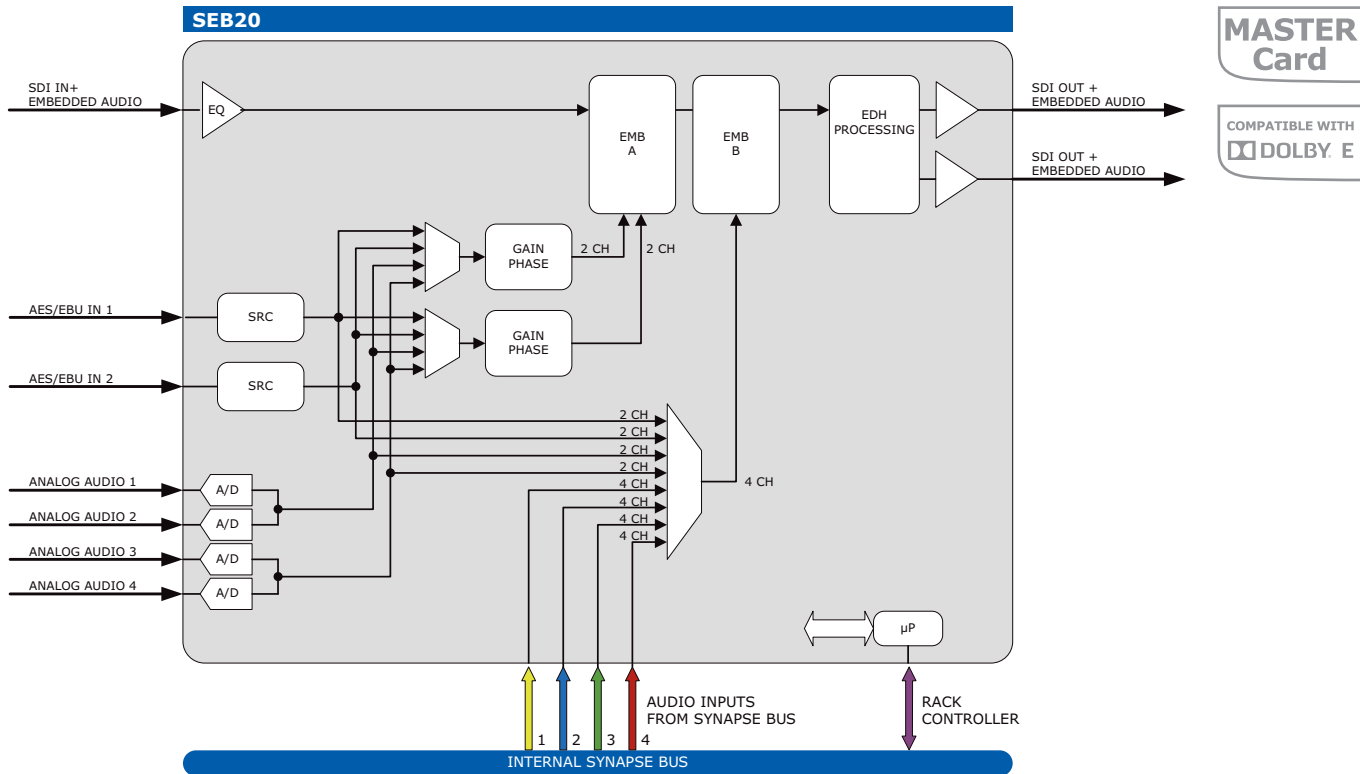 SEB20
MASTER
Card
COMPATIBLE WITH
DOLBY E
SDI IN+
EMBEDDED AUDIO
EQ
EMB
A
EMB
B
EDH
PROCESSING
SDI OUT +
EMBEDDED AUDIO
SDI OUT +
EMBEDDED AUDIO
GAIN
PHASE
2 CH
2 CH
AES/EBU IN 1
SRC
GAIN
PHASE
AES/EBU IN 2
SRC
2 CH
2 CH
2 CH
2 CH
4 CH
4 CH
4 CH
4 CH
4 CH
ANALOG AUDIO 1
A/D
ANALOG AUDIO 2
A/D
ANALOG AUDIO 3
A/D
ANALOG AUDIO 4
A/D
µP
AUDIO INPUTS
FROM SYNAPSE BUS
RACK
CONTROLLER
1
2
3
4
INTERNAL SYNAPSE BUS